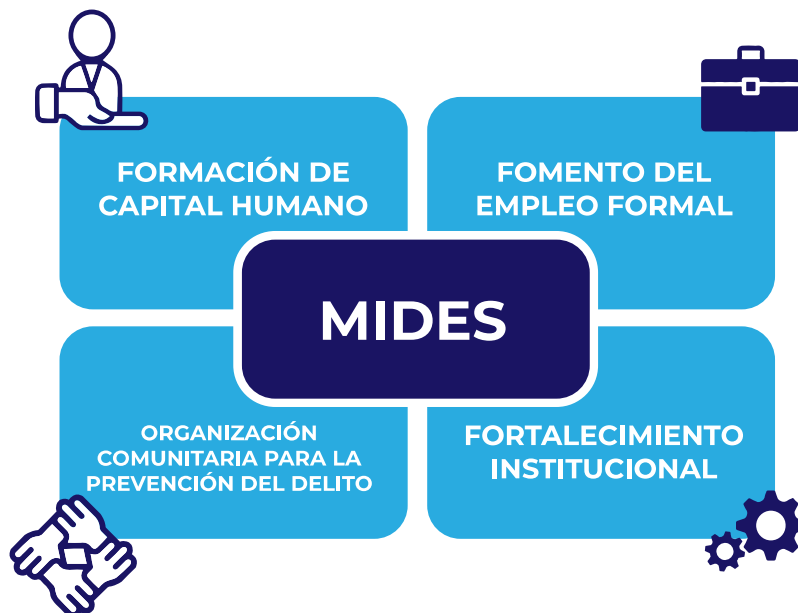 FORMACIÓN DE
CAPITAL HUMANO
FOMENTO DEL
EMPLEO FORMAL
MIDES
ORGANIZACIÓN
COMUNITARIA PARA LA
PREVENCIÓN DEL DELITO
FORTALECIMIENTO
INSTITUCIONAL